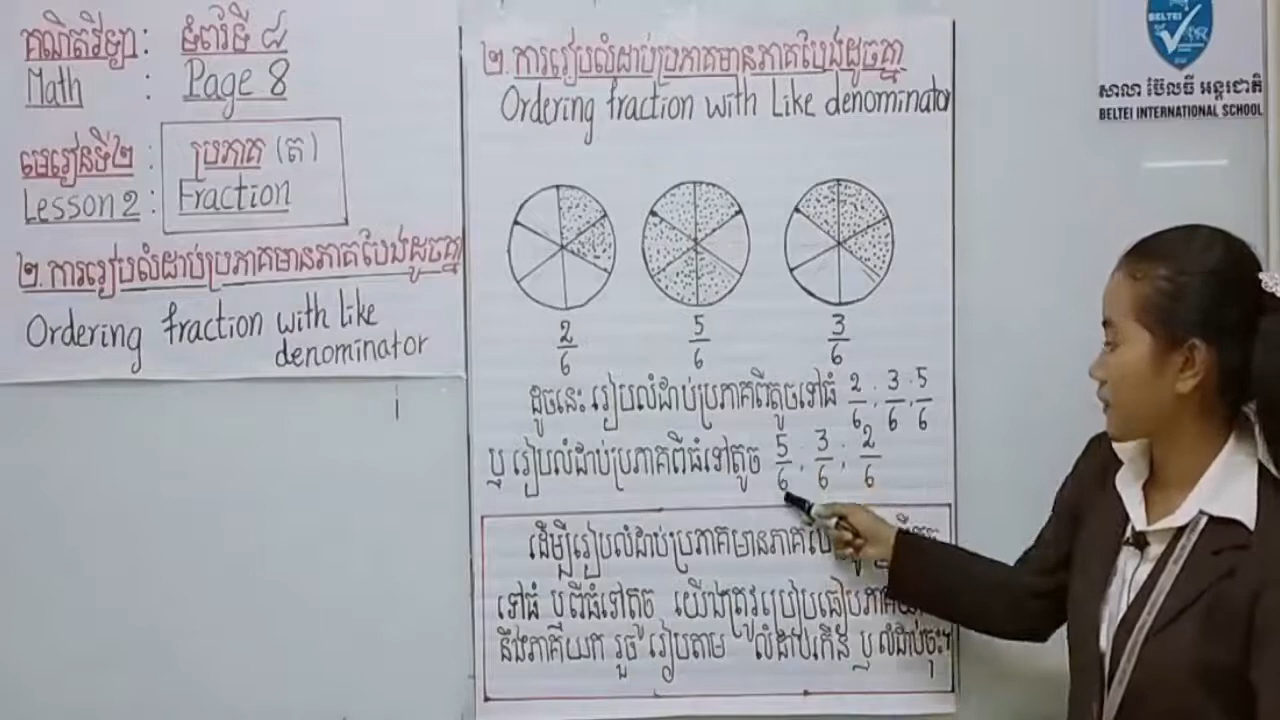 គណិតវិទ្យា : ទំព័រទី ៨
Math : Page 8
មេរៀនទី២ : ប្រភាគ (ត)
Lesson 2 : Fraction
២. ការរៀបលំដាប់ប្រភាគមានភាគបែងដូចគ្នា
Ordering fraction with like
denominator
២. ការរៀបលំដាប់ប្រភាគមានភាគបែងដូចគ្នា
Ordering fraction with Like denominator
2/6 5/6 3/6
ដូចនេះ រៀបលំដាប់ប្រភាគពីតូចទៅធំ 2/6 ; 3/6 ; 5/6
ឬ រៀបលំដាប់ប្រភាគពីធំទៅតូច 5/6 ; 3/6 ; 2/6
ដើម្បីរៀបលំដាប់ប្រភាគមានភាគ
ទៅធំ ឬពីធំទៅតូច យើងត្រូវប្រៀបធៀបភាគយក
នឹងភាគយក រួច រៀបតាម លំដាប់កើន ឬ លំដាប់ចុះ។
BELTEI
សាលា ប៊ែលធី អន្តរជាតិ
BELTEI INTERNATIONAL SCHOOL